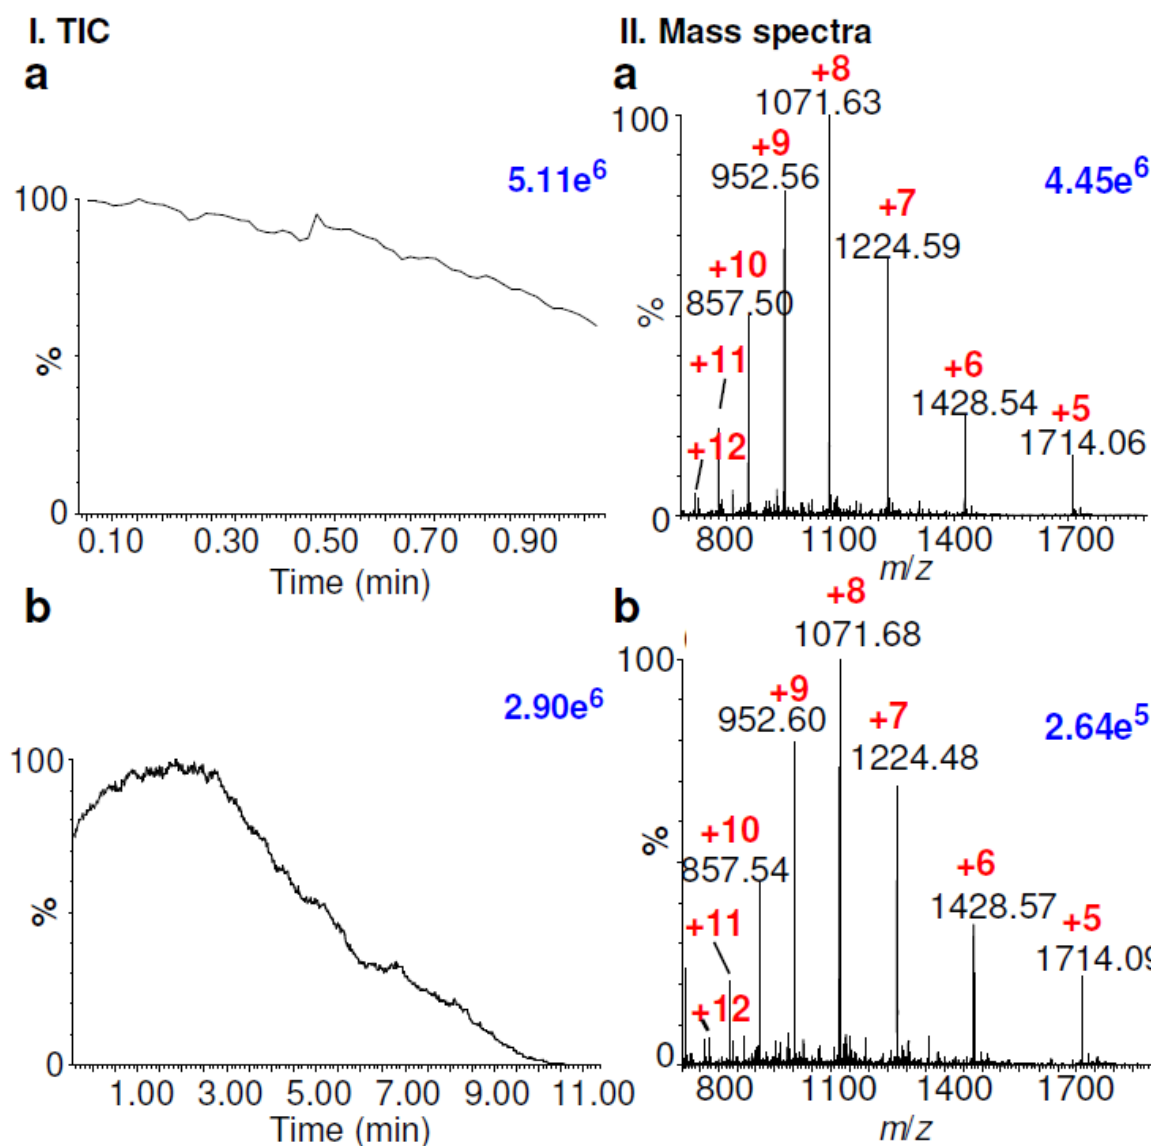 I. TIC
II. Mass spectra
a
5.11e⁶
100
%
0
0.10 0.30 0.50 0.70 0.90
Time (min)
a
+8
1071.63
100
+9
952.56
4.45e⁶
+7
1224.59
+10
857.50
%
+11
+6
1428.54
+5
1714.06
+12
0
800 1100 1400 1700
m/z
b
2.90e⁶
100
%
0
1.00 3.00 5.00 7.00 9.00 11.00
Time (min)
b
+8
1071.68
100
+9
952.60
+7
1224.48
2.64e⁵
+10
857.54
%
+6
1428.57
+11
+5
1714.09
+12
0
800 1100 1400 1700
m/z